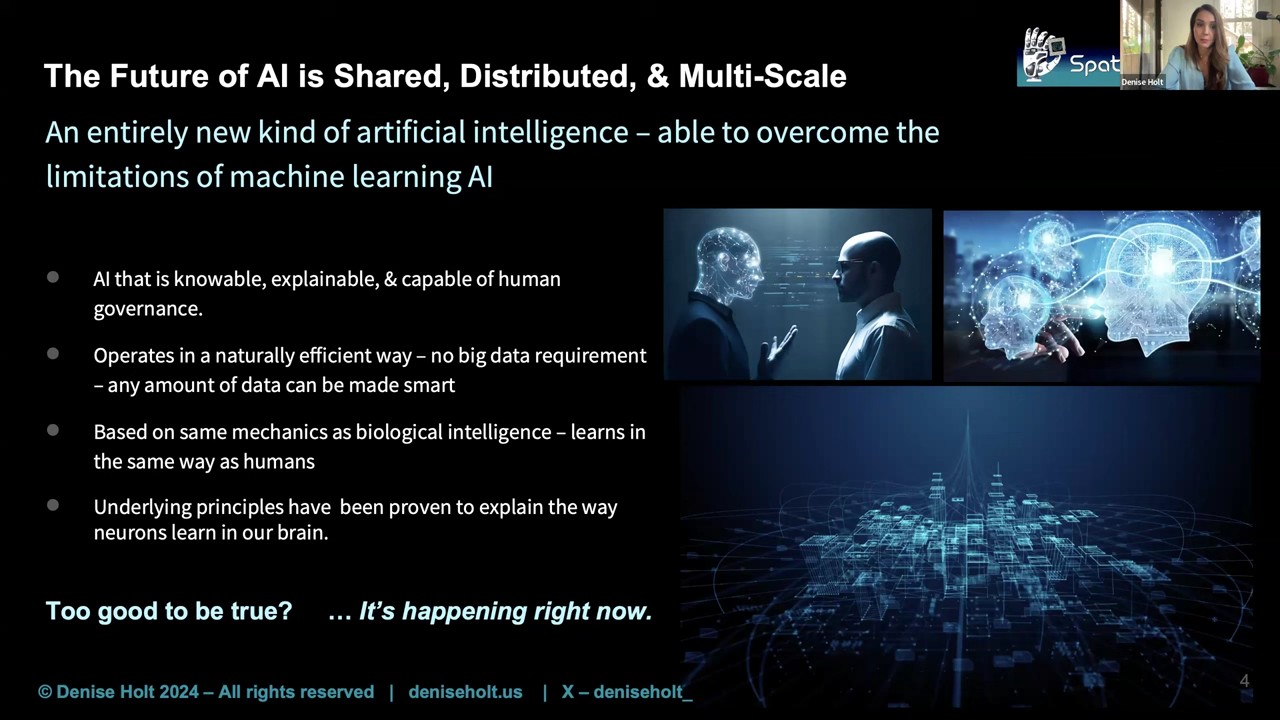 The Future of AI is Shared, Distributed, & Multi-Scale
Spat
Denise Holt
An entirely new kind of artificial intelligence – able to overcome the
limitations of machine learning AI
● AI that is knowable, explainable, & capable of human
governance.
● Operates in a naturally efficient way – no big data requirement
– any amount of data can be made smart
● Based on same mechanics as biological intelligence – learns in
the same way as humans
● Underlying principles have  been proven to explain the way
neurons learn in our brain.
Too good to be true? … It’s happening right now.
© Denise Holt 2024 – All rights reserved | deniseholt.us | X – deniseholt_
4